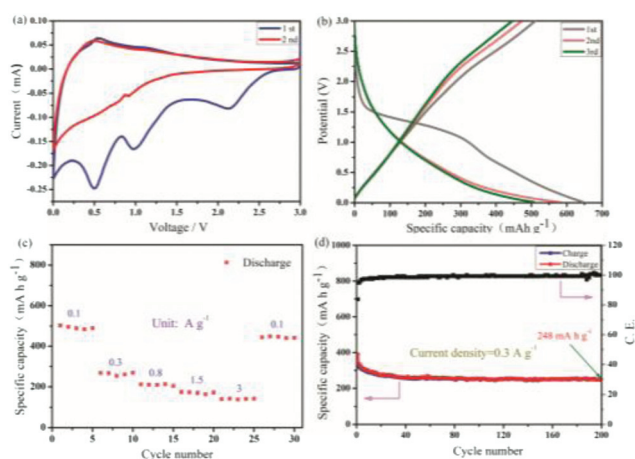 (a)
1 st
2 nd
0.10
0.05
0.00
-0.05
-0.10
-0.15
-0.20
-0.25
Current (mA)
0.0 0.5 1.0 1.5 2.0 2.5 3.0
Voltage / V
(b)
1st
2nd
3rd
3.0
2.5
2.0
1.5
1.0
0.5
0.0
Potential (V)
0 100 200 300 400 500 600 700
Specific capacity (mAh g-1)
(c)
Discharge
Unit: A g-1
800
600
400
200
0
Specific capacity (mA h g-1)
0.1
0.3
0.8
1.5
3
0.1
0 5 10 15 20 25 30
Cycle number
(d)
Charge
Discharge
1000
800
600
400
200
0
Specific capacity (mA h g-1)
248 mA h g-1
Current density=0.3 A g-1
120
100
80
60
40
20
0
C. E.
0 40 80 120 160 200
Cycle number